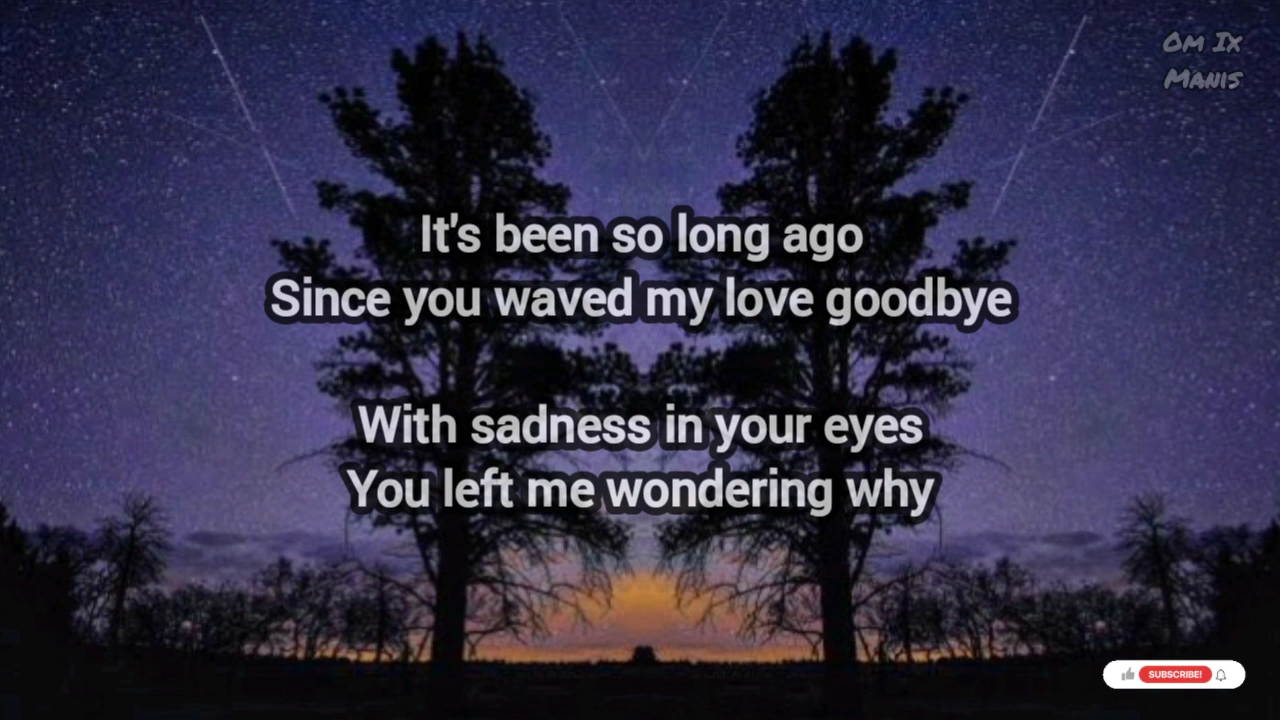 Om Ix
Manis
It's been so long ago
Since you waved my love goodbye
With sadness in your eyes
You left me wondering why
SUBSCRIBE!